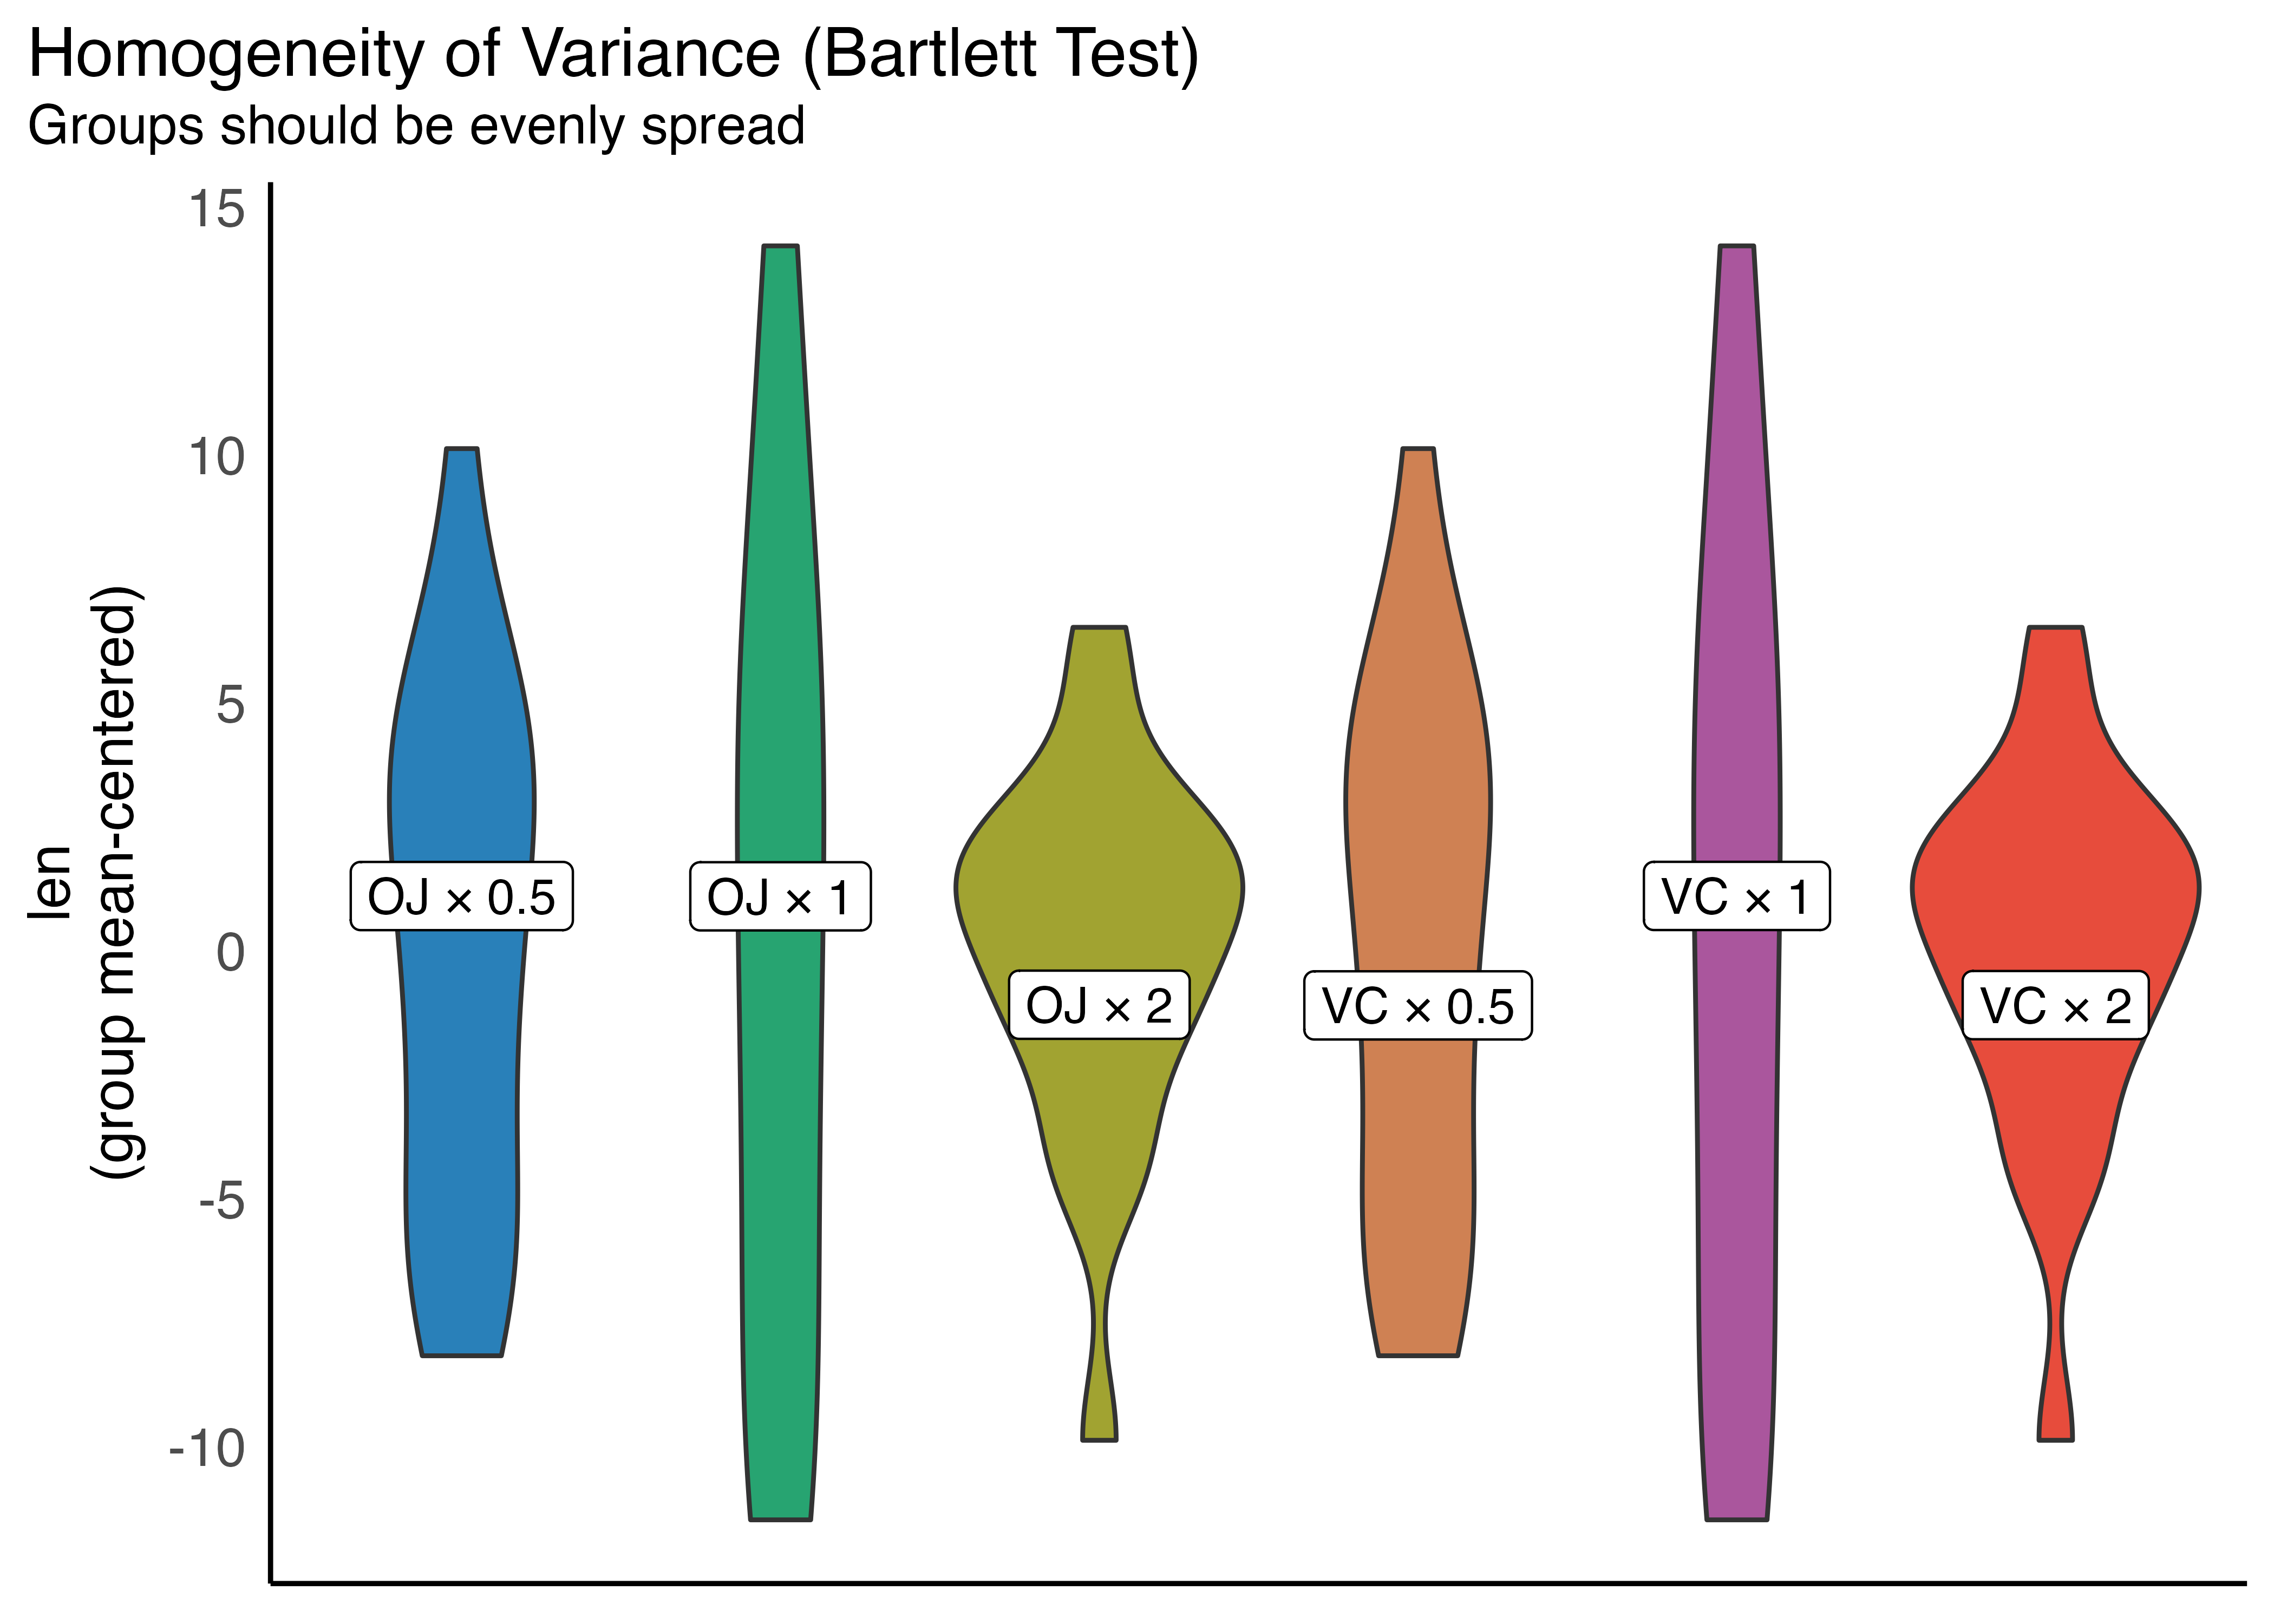 Homogeneity of Variance (Bartlett Test)
Groups should be evenly spread
len
(group mean-centered)
15
10
5
0
-5
-10
OJ × 0.5
OJ × 1
OJ × 2
VC × 0.5
VC × 1
VC × 2